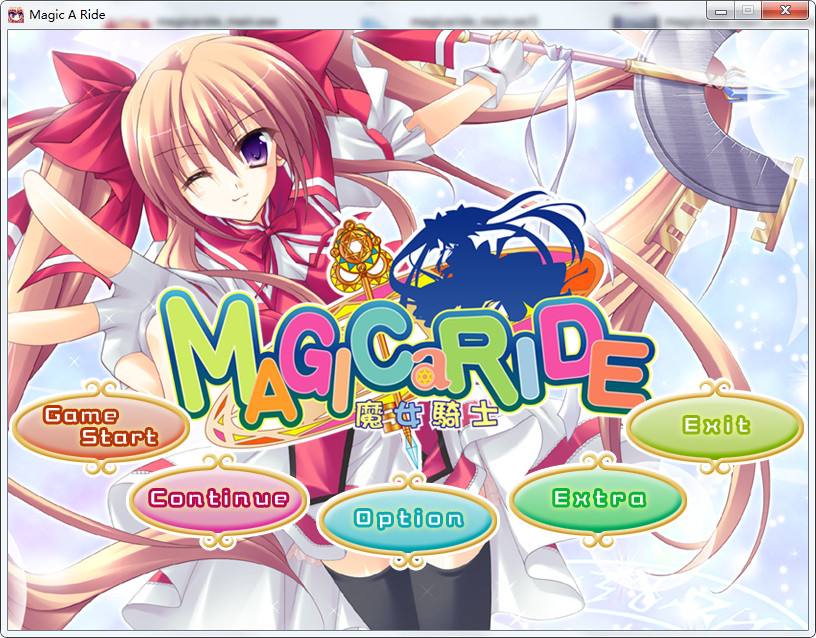 Magic A Ride
MAGICaRIDE
魔女騎士
Game
Start
Exit
Continue
Option
Extra